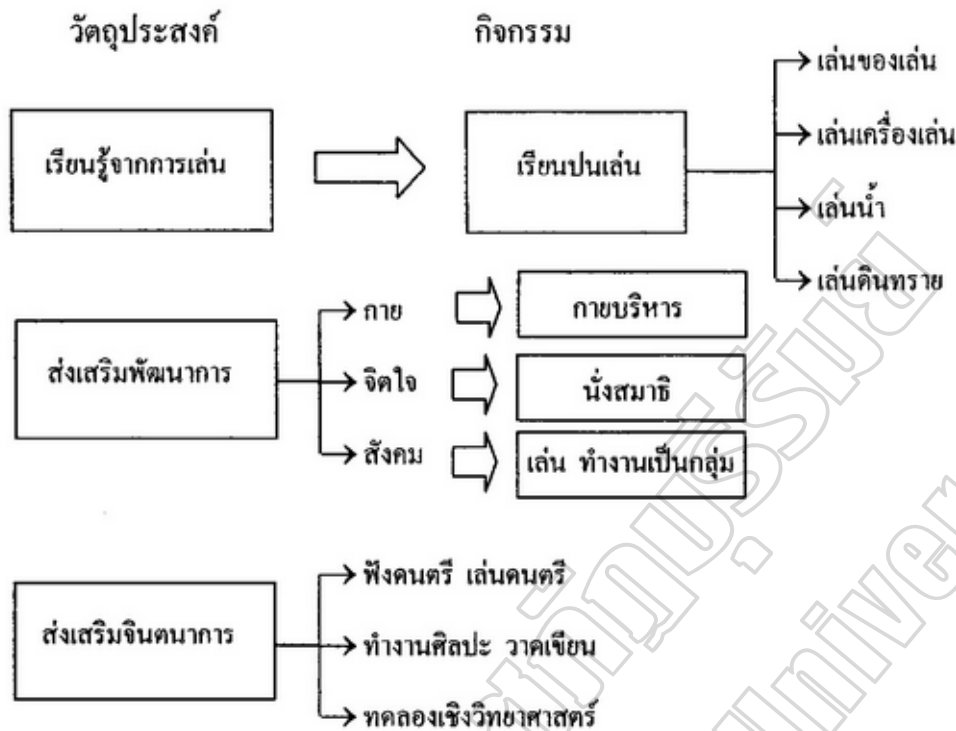 วัตถุประสงค์ กิจกรรม
เรียนรู้จากการเล่น
เรียนปนเล่น
เล่นของเล่น
เล่นเครื่องเล่น
เล่นน้ำ
เล่นดินทราย
ส่งเสริมพัฒนาการ
กาย
กายบริหาร
จิตใจ
นั่งสมาธิ
สังคม
เล่น ทำงานเป็นกลุ่ม
ส่งเสริมจินตนาการ
ฟังดนตรี เล่นดนตรี
ทำงานศิลปะ วาดเขียน
ทดลองเชิงวิทยาศาสตร์